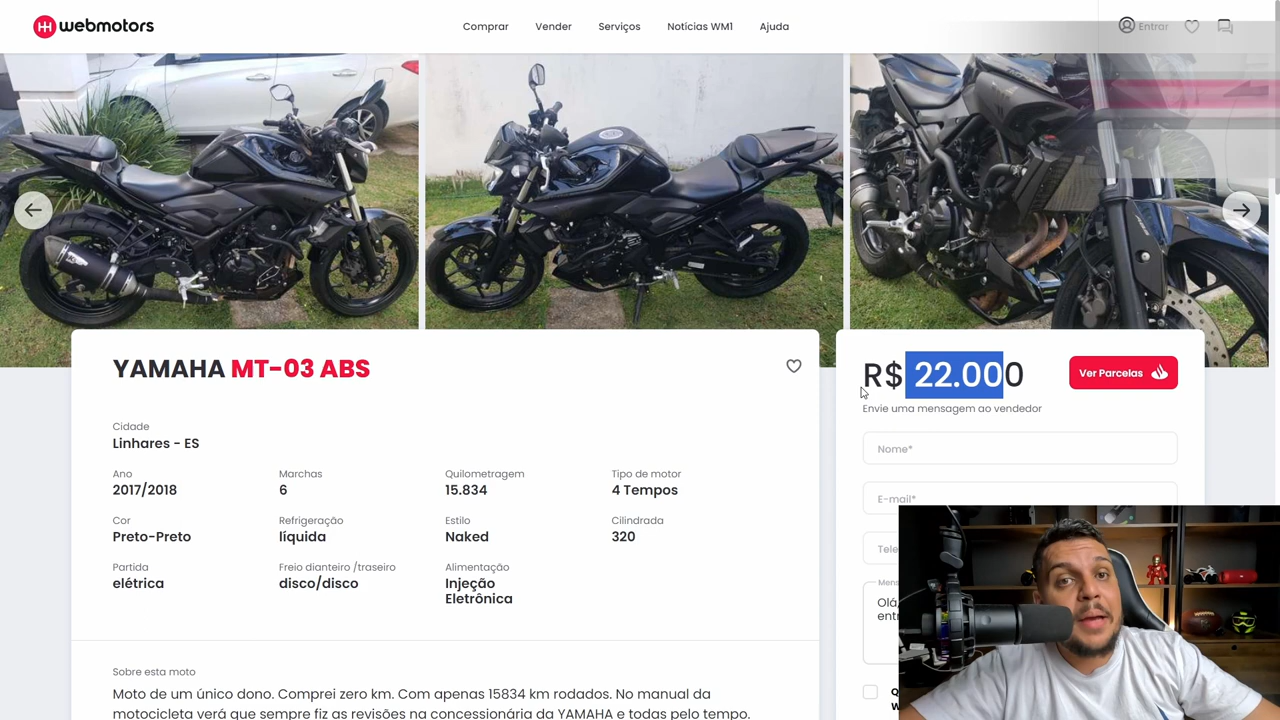 webmotors
Comprar Vender Serviços Notícias WM1 Ajuda Entrar
YAMAHA MT-03 ABS
R$ 22.000
Ver Parcelas
Envie uma mensagem ao vendedor
Cidade
Linhares - ES
Nome*
Ano Marchas Quilometragem Tipo de motor
2017/2018 6 15.834 4 Tempos
E-mail*
Cor Refrigeração Estilo Cilindrada
Preto-Preto líquida Naked 320
Tele
Partida Freio dianteiro /traseiro Alimentação
elétrica disco/disco Injeção
Eletrônica
Mens
Olá,
entr
Sobre esta moto
Moto de um único dono. Comprei zero km. Com apenas 15834 km rodados. No manual da
motocicleta verá que sempre fiz as revisões na concessionária da YAMAHA e todas pelo tempo.